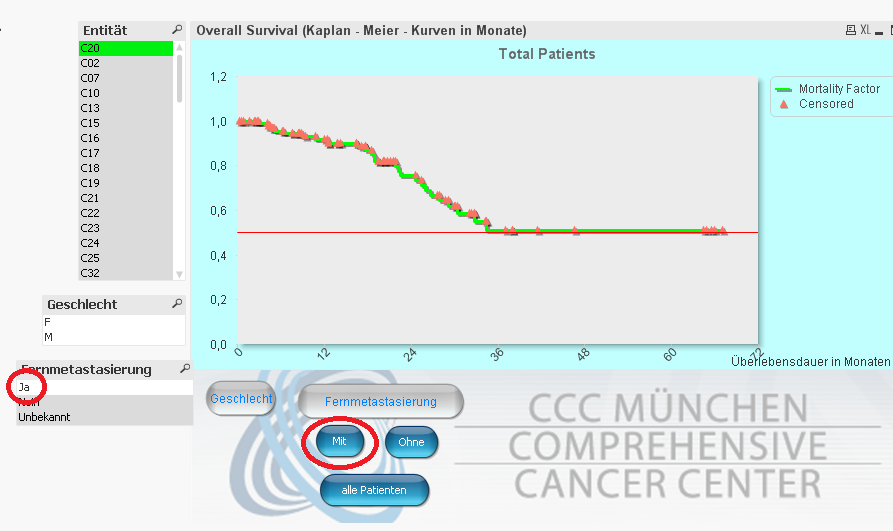 Entität
C20
C02
C07
C10
C13
C15
C16
C17
C18
C19
C21
C22
C23
C24
C25
C32
Geschlecht
F
M
Fernmetastasierung
Ja
Nein
Unbekannt
Overall Survival (Kaplan - Meier - Kurven in Monate)
XL
Total Patients
1,2
1,0
0,8
0,6
0,4
0,2
0,0
0
12
24
36
48
60
72
Überlebensdauer in Monaten
Mortality Factor
Censored
Geschlecht
Fernmetastasierung
Mit
Ohne
alle Patienten
CCC MÜNCHEN
COMPREHENSIVE
CANCER CENTER